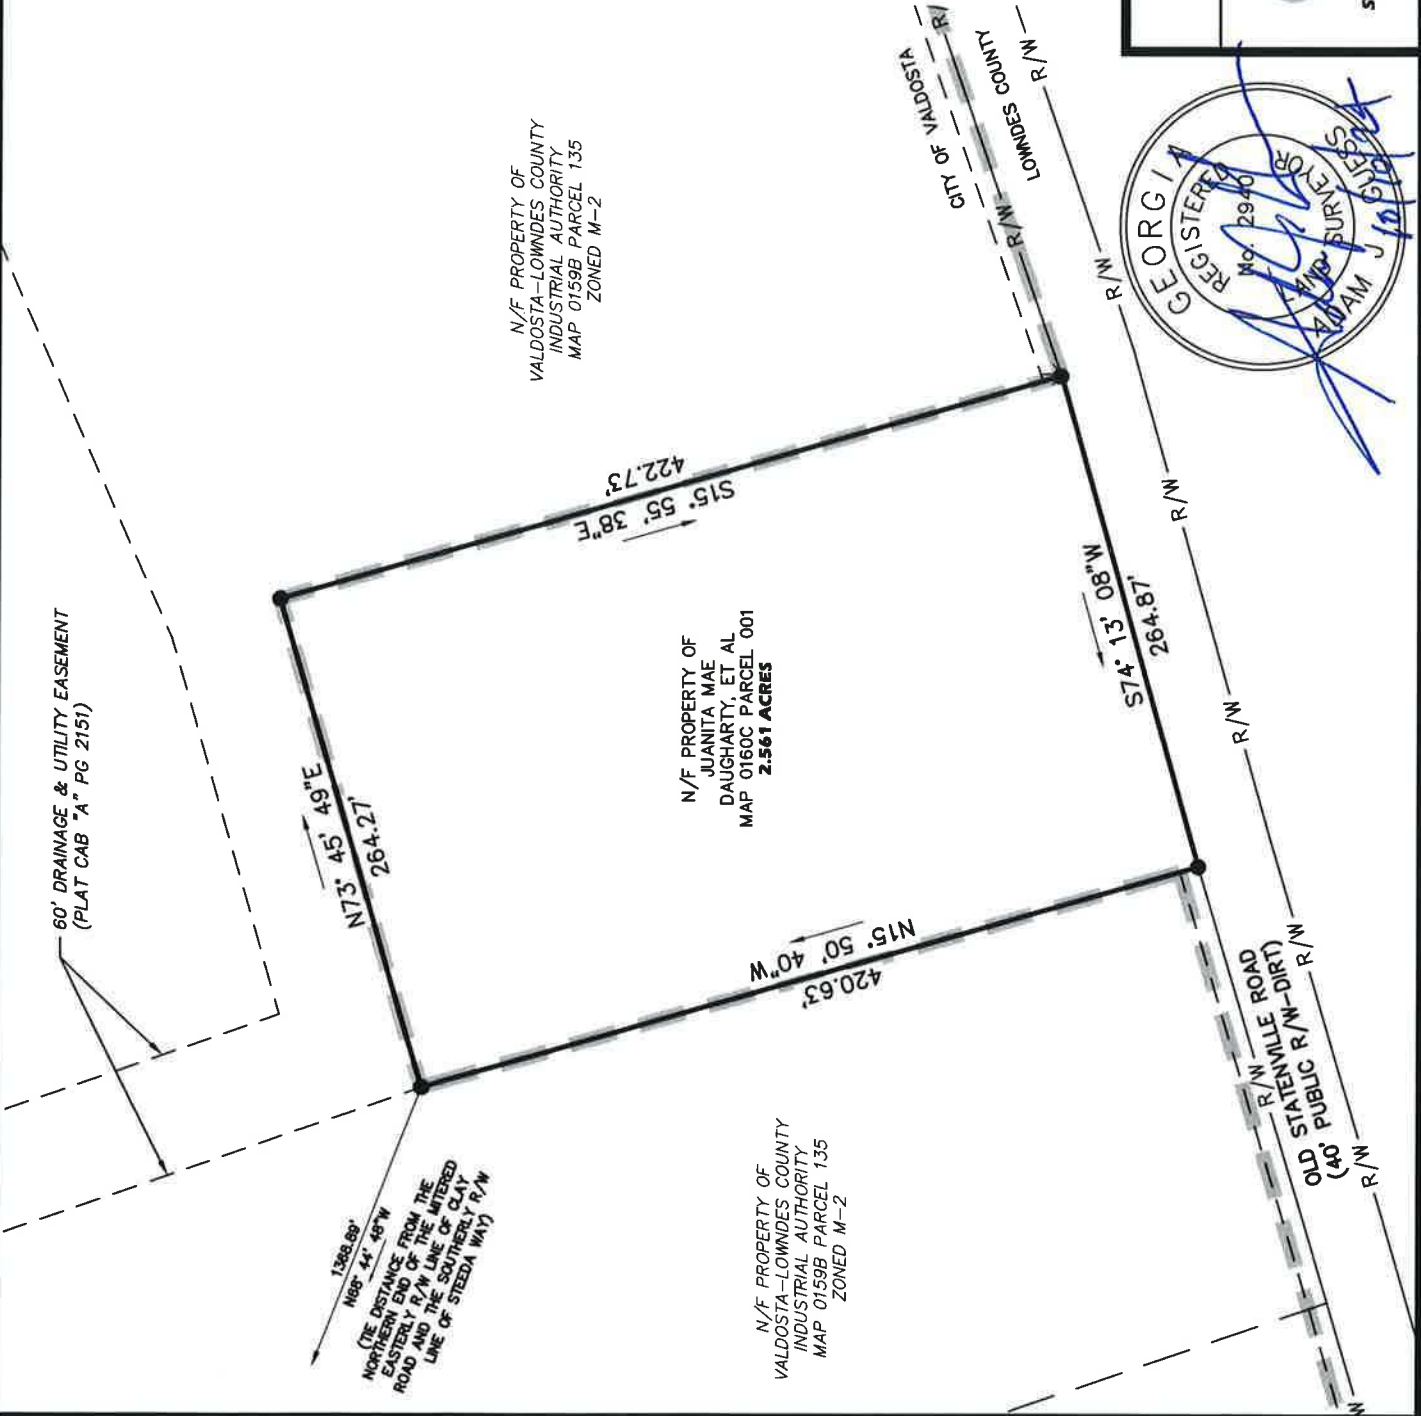 60' DRAINAGE & UTILITY EASEMENT
(PLAT CAB "A" PG 2151)
N/F PROPERTY OF
VALDOSTA-LOWNDES COUNTY
INDUSTRIAL AUTHORITY
MAP 0159B PARCEL 135
ZONED M-2
CITY OF VALDOSTA
LOWNDES COUNTY
R/
R/W
R/W
R/W
R/W
R/W
R/W
R/W
R/W
W
N73° 45' 49"E
264.27'
S15° 55' 38"E
422.73'
N/F PROPERTY OF
JUANITA MAE
DAUGHARTY, ET AL
MAP 0160C PARCEL 001
2.561 ACRES
S74° 13' 08"W
264.87'
N15° 50' 40"W
420.63'
1368.89'
N68° 44' 48"W
(TIE DISTANCE FROM THE
NORTHERN END OF THE MITERED
EASTERLY R/W LINE OF CLAY
ROAD AND THE SOUTHERLY R/W
LINE OF STEEDA WAY)
N/F PROPERTY OF
VALDOSTA-LOWNDES COUNTY
INDUSTRIAL AUTHORITY
MAP 0159B PARCEL 135
ZONED M-2
OLD STATENVILLE ROAD
(40' PUBLIC R/W-DIRT)
GEORGIA
REGISTERED
No. 2940
LAND SURVEYOR
ADAM J GUESS
S